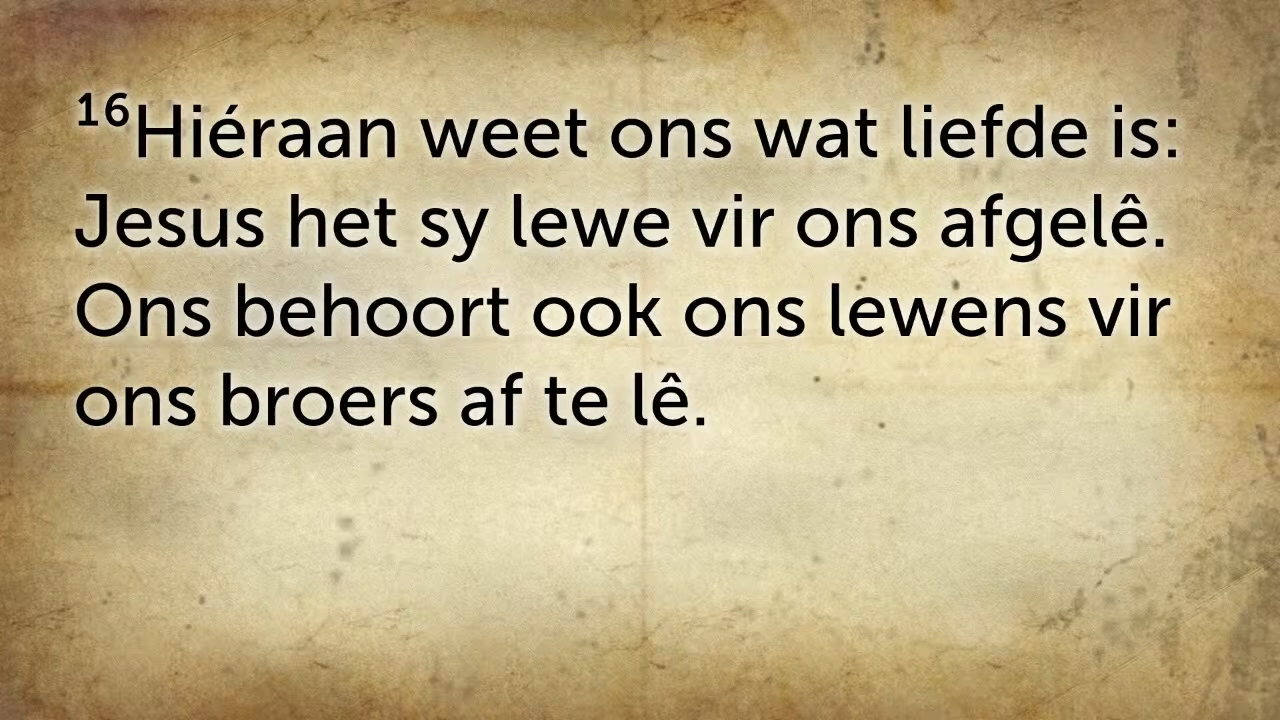 ¹⁶Hiéraan weet ons wat liefde is:
Jesus het sy lewe vir ons afgelê.
Ons behoort ook ons lewens vir
ons broers af te lê.